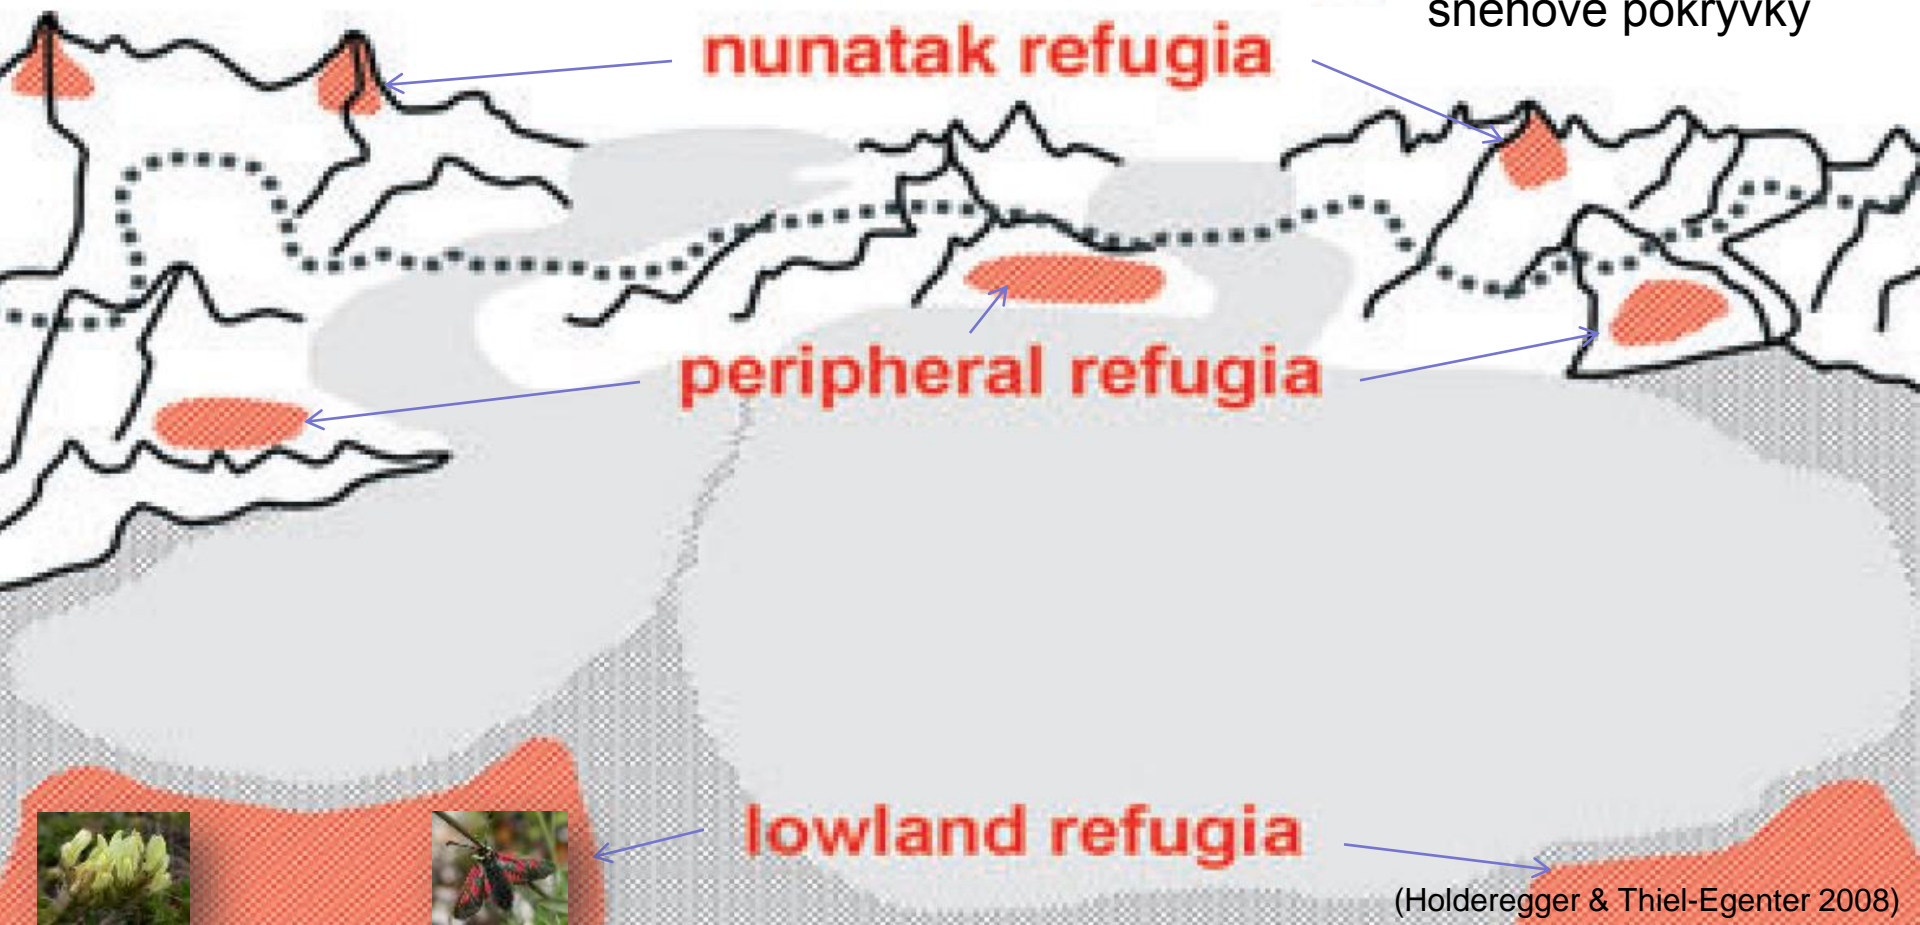 sněhové pokrývky
nunatak refugia
peripheral refugia
lowland refugia
(Holderegger & Thiel-Egenter 2008)